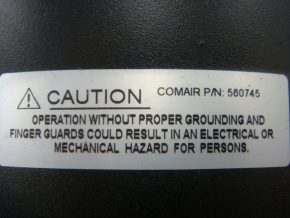 CAUTION COMAIR P/N: 560745
OPERATION WITHOUT PROPER GROUNDING AND
FINGER GUARDS COULD RESULT IN AN ELECTRICAL OR
MECHANICAL HAZARD FOR PERSONS.